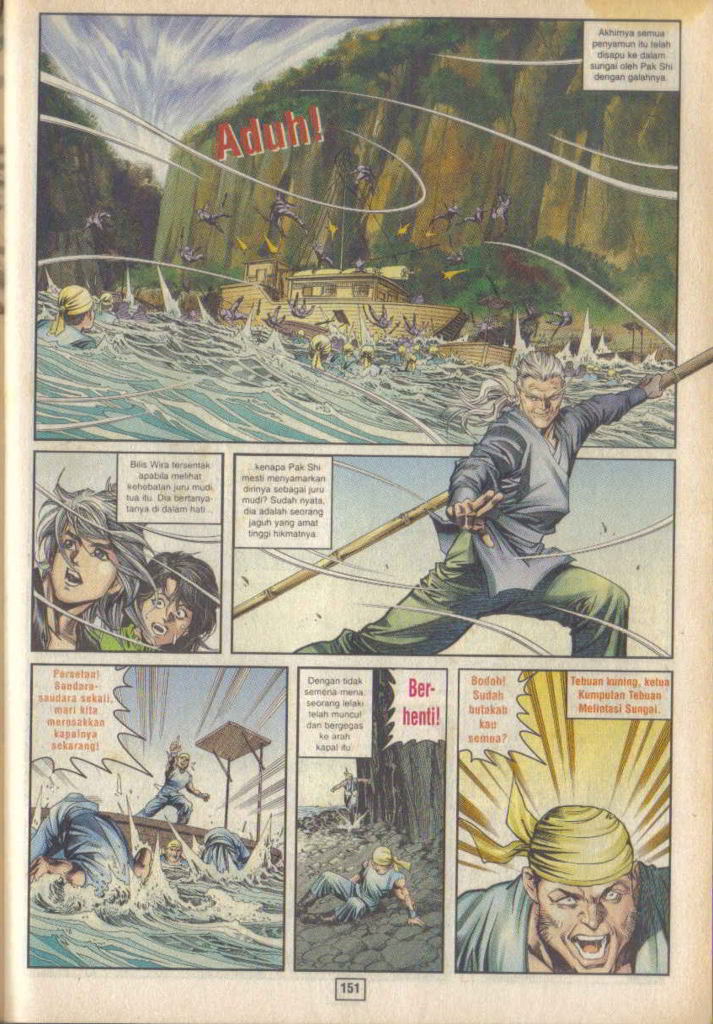 Akhirnya semua
penyamun itu telah
disapu ke dalam
sungai oleh Pak Shi
dengan galahnya.
Aduh!
Bilis Wira tersentak
apabila melihat
kehebatan juru mudi
tua itu. Dia bertanya-
tanya di dalam hati...
...kenapa Pak Shi
mesti menyamarkan
dirinya sebagai juru
mudi? Sudah nyata,
dia adalah seorang
jaguh yang amat
tinggi hikmatnya.
Persetan!
Saudara-
saudara sekali,
mari kita
merosakkan
kapalnya
sekarang!
Dengan tidak
semena-mena,
seorang lelaki
telah muncul
dan bergegas
ke arah
kapal itu.
Ber-
henti!
Bodoh!
Sudah
butakah
kau
semua?
Tebuan kuning, ketua
Kumpulan Tebuan
Melintasi Sungai.
151